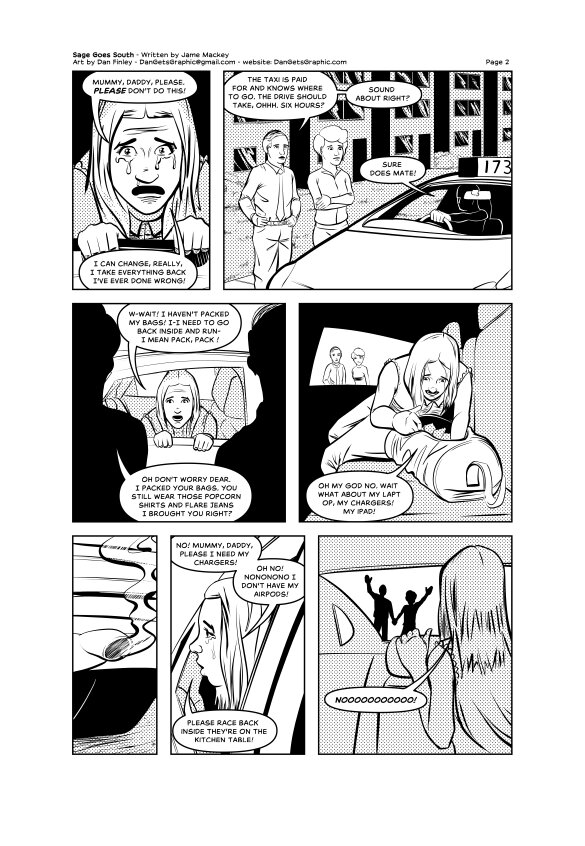 Sage Goes South - Written by Jame Mackey
Art by Dan Finley - DanGetsGraphic@gmail.com - website: DanGetsGraphic.com
Page 2
MUMMY, DADDY, PLEASE.
PLEASE DON'T DO THIS!
I CAN CHANGE, REALLY,
I TAKE EVERYTHING BACK
I'VE EVER DONE WRONG!
THE TAXI IS PAID
FOR AND KNOWS WHERE
TO GO. THE DRIVE SHOULD
TAKE, OHHH. SIX HOURS?
SOUND
ABOUT RIGHT?
SURE
DOES MATE!
173
W-WAIT! I HAVEN'T PACKED
MY BAGS! I-I NEED TO GO
BACK INSIDE AND RUN-
I MEAN PACK, PACK !
OH DON'T WORRY DEAR.
I PACKED YOUR BAGS. YOU
STILL WEAR THOSE POPCORN
SHIRTS AND FLARE JEANS
I BROUGHT YOU RIGHT?
OH MY GOD NO. WAIT
WHAT ABOUT MY LAPT
OP, MY CHARGERS!
MY IPAD!
NO! MUMMY, DADDY,
PLEASE I NEED MY
CHARGERS!
OH NO!
NONONONO I
DON'T HAVE MY
AIRPODS!
PLEASE RACE BACK
INSIDE THEY'RE ON THE
KITCHEN TABLE!
NOOOOOOOOOOO!